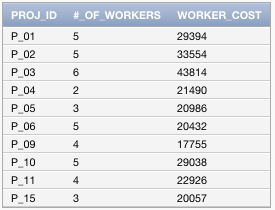 PROJ_ID #_OF_WORKERS WORKER_COST
P_01 5 29394
P_02 5 33554
P_03 6 43814
P_04 2 21490
P_05 3 20986
P_06 5 20432
P_09 4 17755
P_10 5 29038
P_11 4 22926
P_15 3 20057